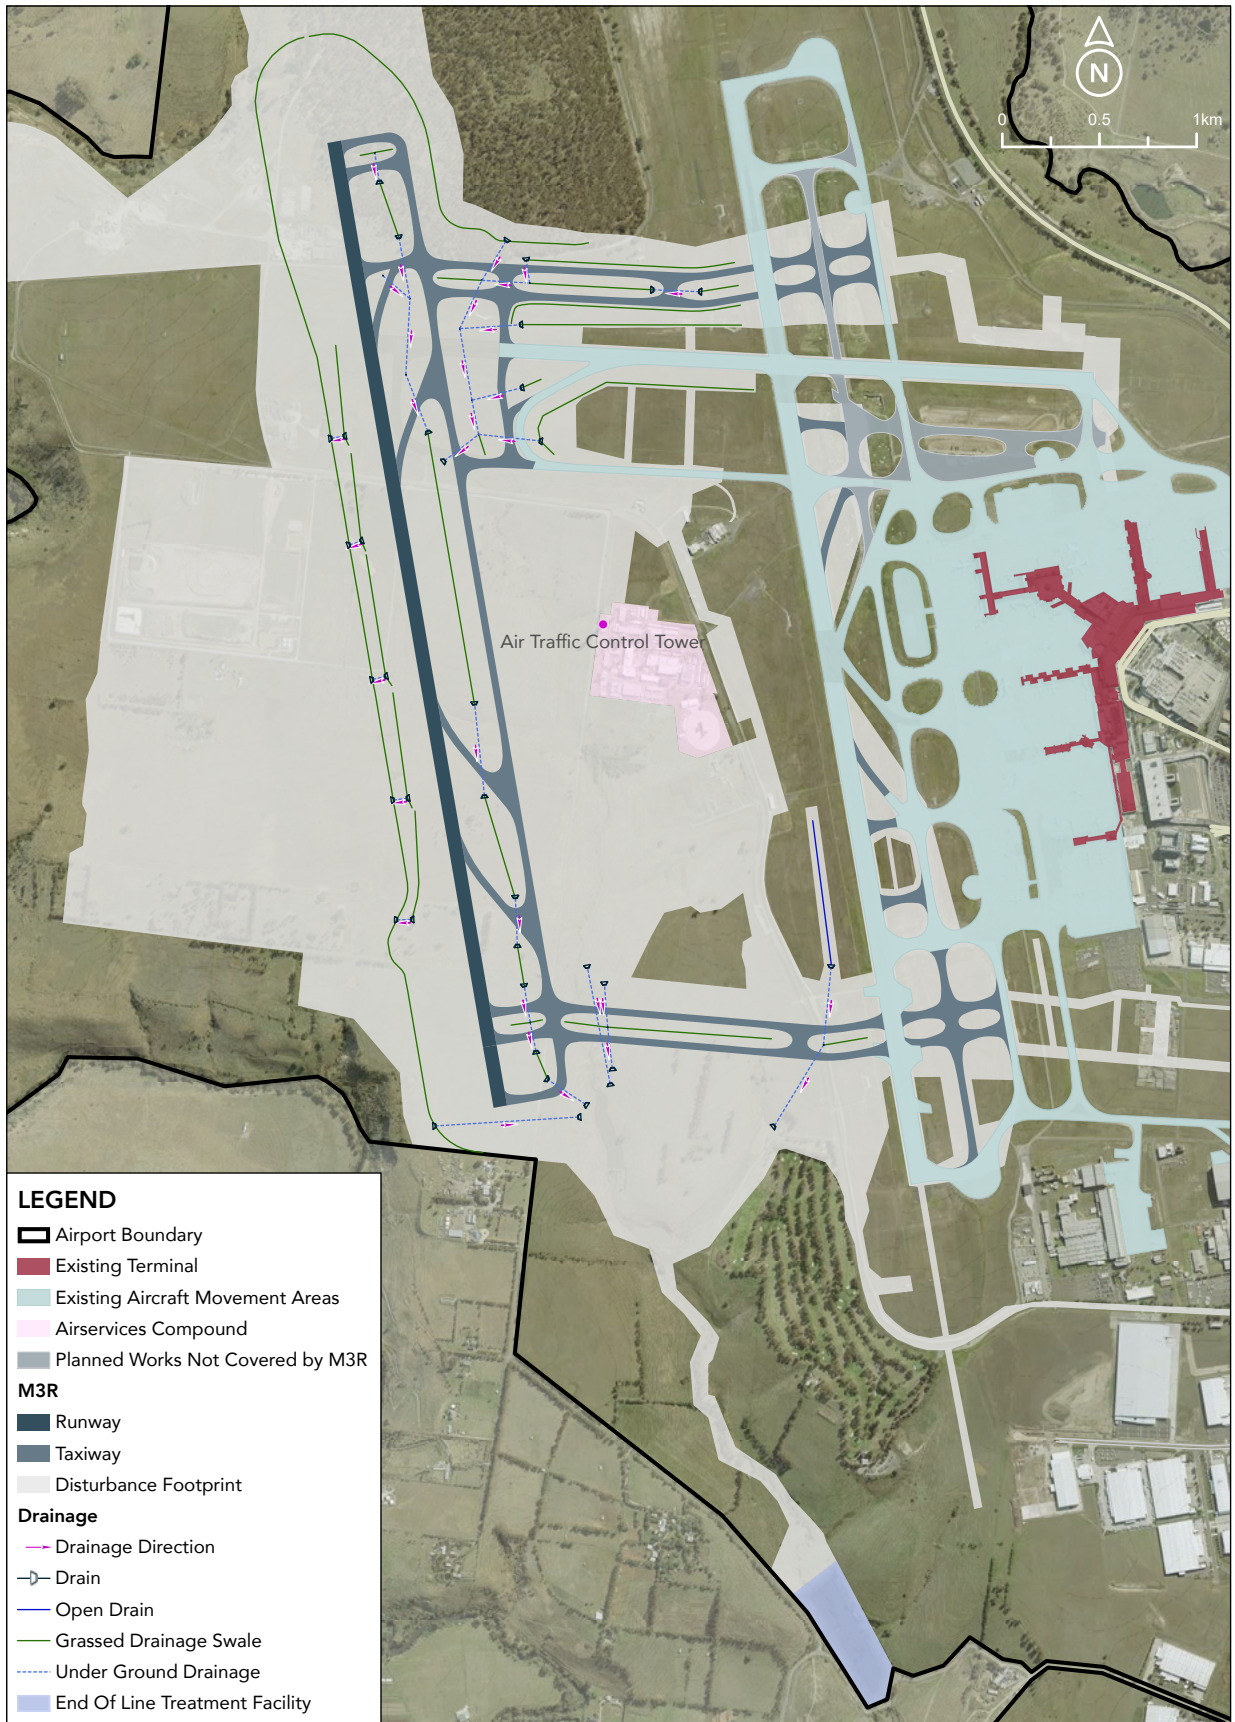 N
0 0.5 1km
Air Traffic Control Tower
LEGEND
Airport Boundary
Existing Terminal
Existing Aircraft Movement Areas
Airservices Compound
Planned Works Not Covered by M3R
M3R
Runway
Taxiway
Disturbance Footprint
Drainage
Drainage Direction
Drain
Open Drain
Grassed Drainage Swale
Under Ground Drainage
End Of Line Treatment Facility